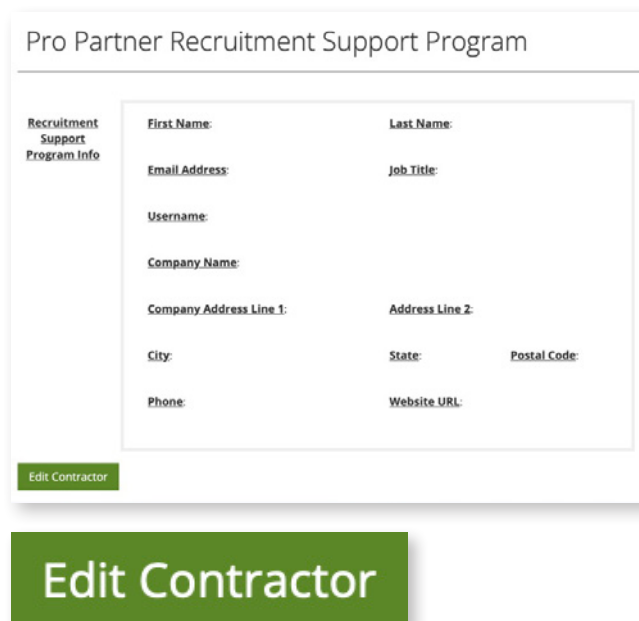 Pro Partner Recruitment Support Program
Recruitment
Support
Program Info
First Name:
Last Name:
Email Address:
Job Title:
Username:
Company Name:
Company Address Line 1:
Address Line 2:
City:
State:
Postal Code:
Phone:
Website URL:
Edit Contractor
Edit Contractor